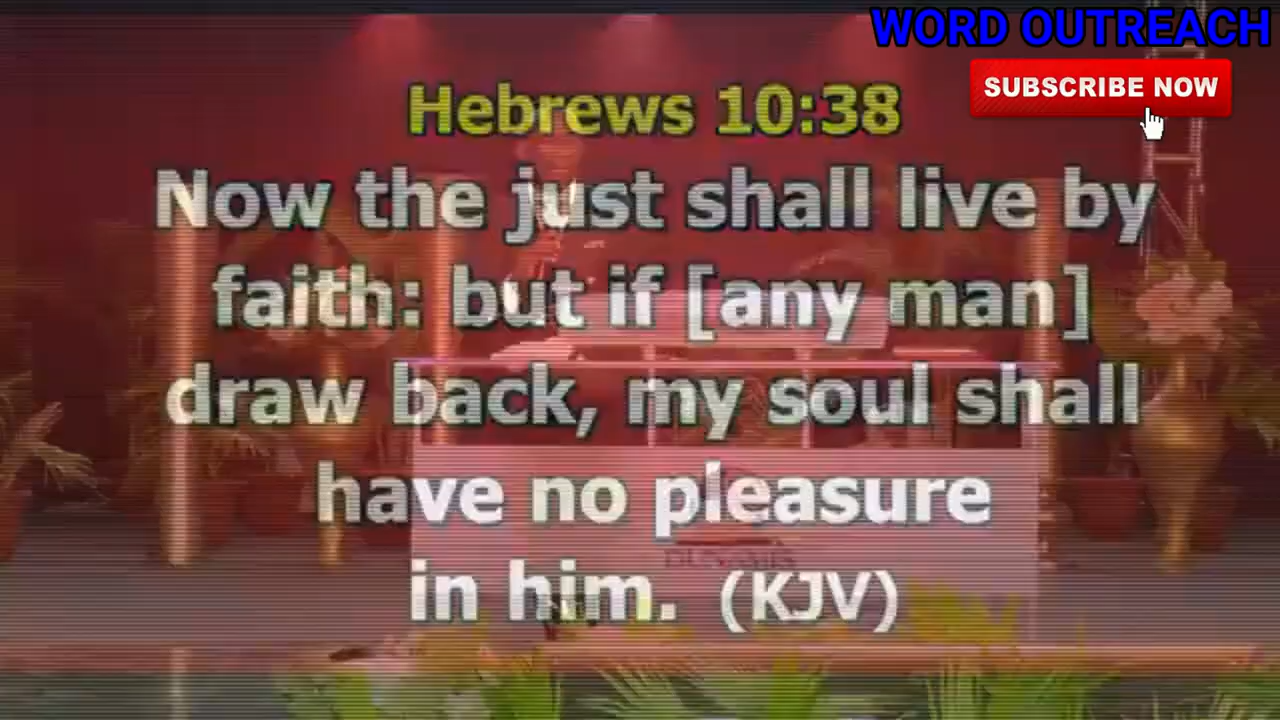 WORD OUTREACH
SUBSCRIBE NOW
Hebrews 10:38
Now the just shall live by
faith: but if [any man]
draw back, my soul shall
have no pleasure
in him. (KJV)